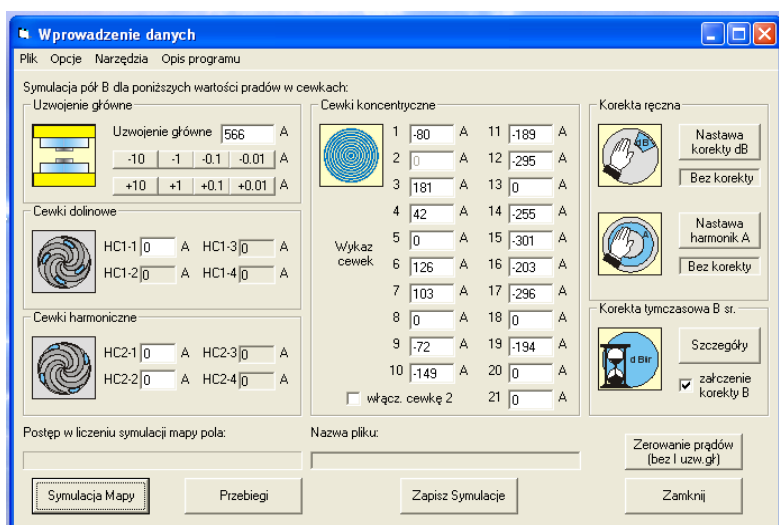 Wprowadzenie danych
Plik Opcje Narzędzia Opis programu
Symulacja pół B dla poniższych wartości pradów w cewkach:
Uzwojenie główne
Uzwojenie główne 566 A
-10 -1 -0.1 -0.01 A
+10 +1 +0.1 +0.01 A
Cewki dolinowe
HC1-1 0 A HC1-3 0 A
HC1-2 0 A HC1-4 0 A
Cewki harmoniczne
HC2-1 0 A HC2-3 0 A
HC2-2 0 A HC2-4 0 A
Cewki koncentryczne
Wykaz
cewek
1 -80 A 11 -189 A
2 0 A 12 -295 A
3 181 A 13 0 A
4 42 A 14 -255 A
5 0 A 15 -301 A
6 126 A 16 -203 A
7 103 A 17 -296 A
8 0 A 18 0 A
9 -72 A 19 -194 A
10 -149 A 20 0 A
włącz. cewkę 2 21 0 A
Korekta ręczna
dB
Nastawa
korekty dB
Bez korekty
A
Nastawa
harmonik A
Bez korekty
Korekta tymczasowa B sr.
Szczegóły
załczenie
korekty B
Postęp w liczeniu symulacji mapy pola:
Nazwa pliku:
Zerowanie prądów
(bez I uzw.gł)
Symulacja Mapy Przebiegi Zapisz Symulacje Zamknij